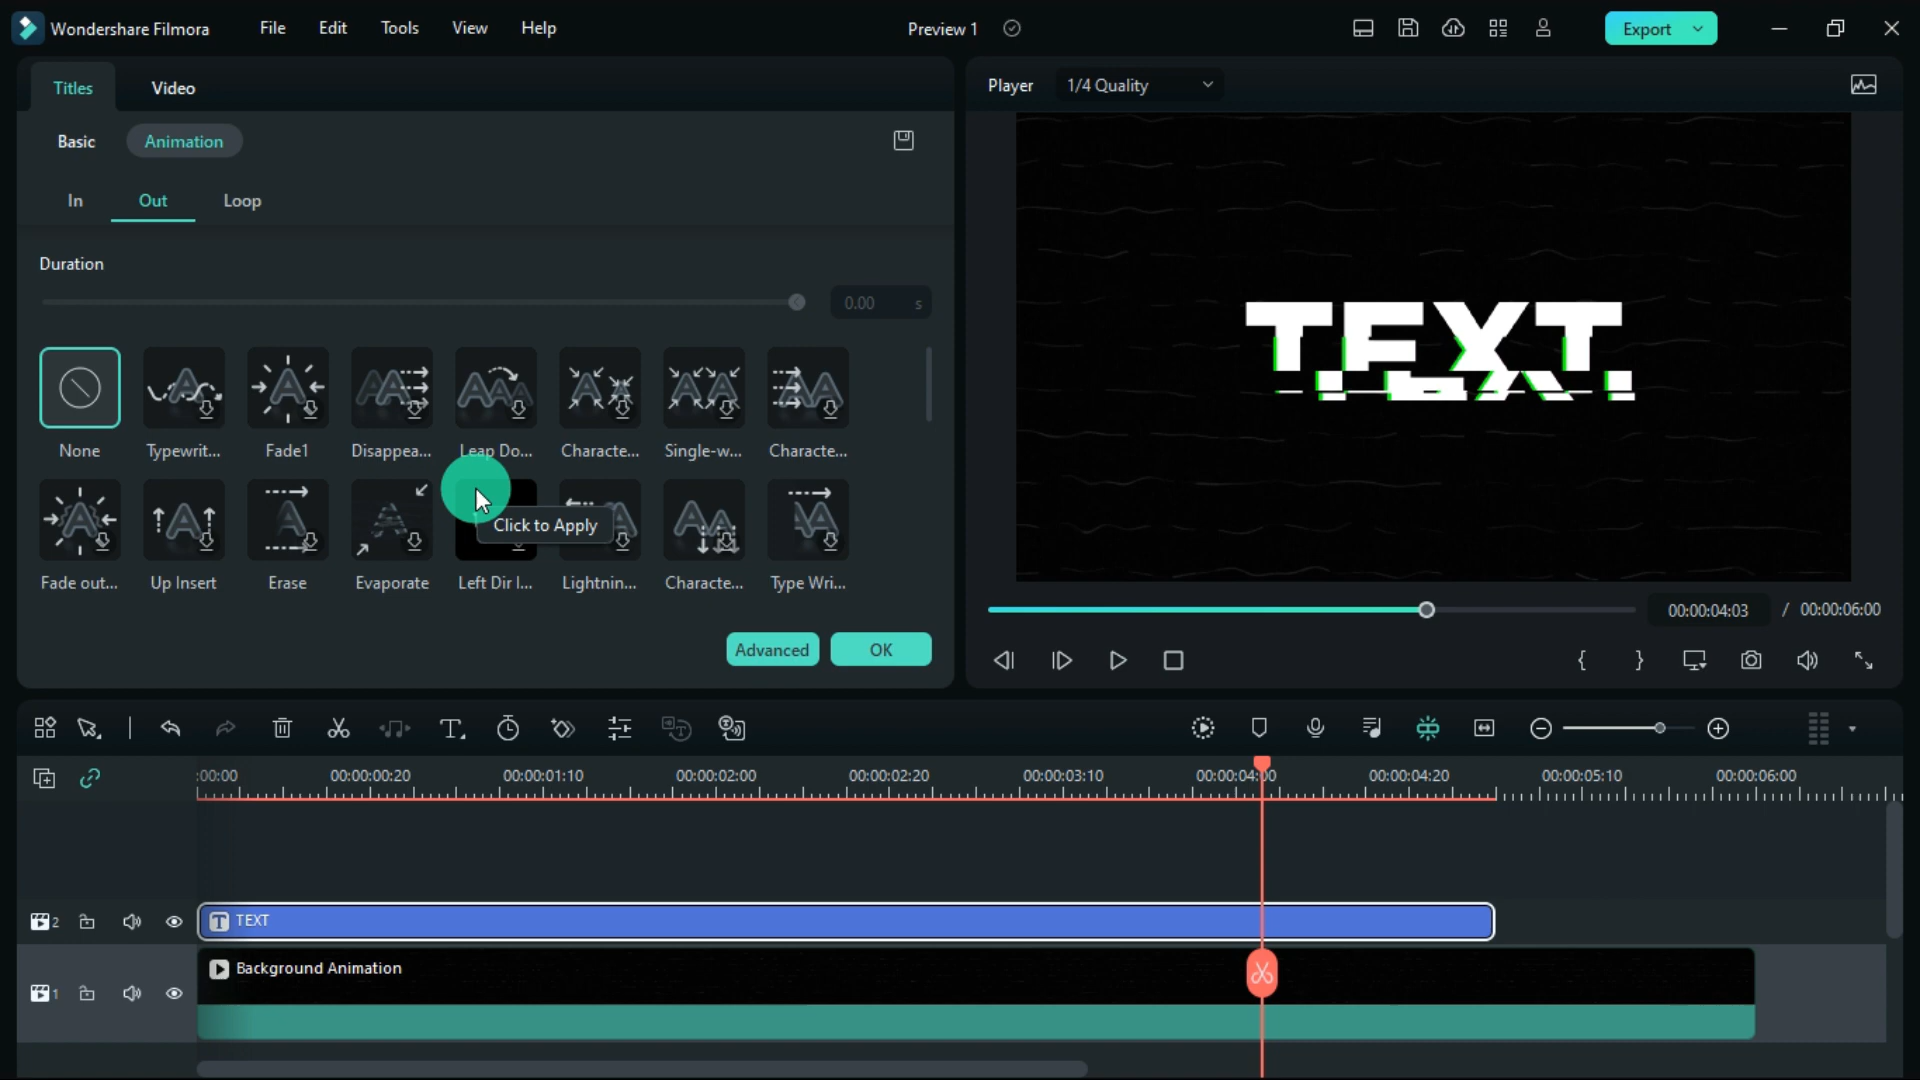 Wondershare Filmora File Edit Tools View Help Preview 1 Export
Titles Video
Player 1/4 Quality
Basic Animation
In Out Loop
Duration
0.00 s
None Typewrit... Fade1 Disappea... Leap Do... Characte... Single-w... Characte...
Click to Apply
Fade out... Up Insert Erase Evaporate Left Dir I... Lightnin... Characte... Type Wri...
Advanced OK
TEXT
00:00:04:03 / 00:00:06:00
:00:00 00:00:00:20 00:00:01:10 00:00:02:00 00:00:02:20 00:00:03:10 00:00:04:00 00:00:04:20 00:00:05:10 00:00:06:00
2 T TEXT
Background Animation
1